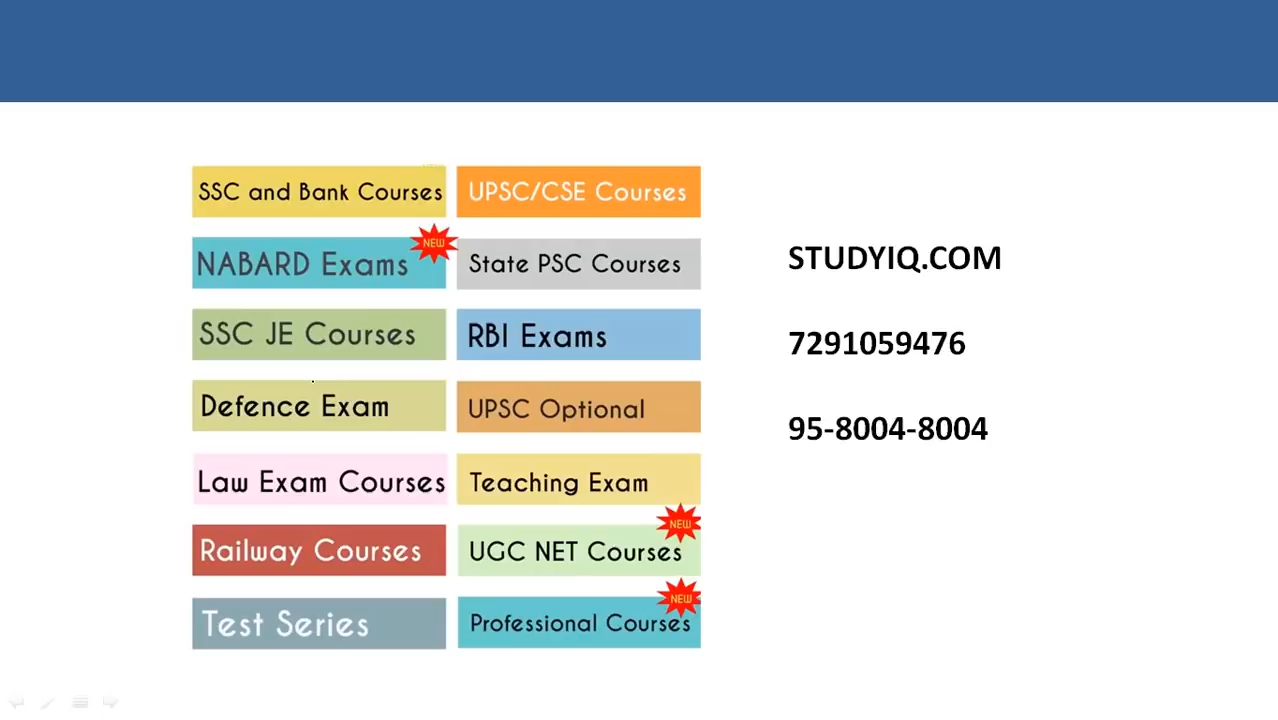 SSC and Bank Courses
UPSC/CSE Courses
NABARD Exams
NEW
State PSC Courses
SSC JE Courses
RBI Exams
Defence Exam
UPSC Optional
Law Exam Courses
Teaching Exam
Railway Courses
UGC NET Courses
NEW
Test Series
Professional Courses
NEW
STUDYIQ.COM
7291059476
95-8004-8004